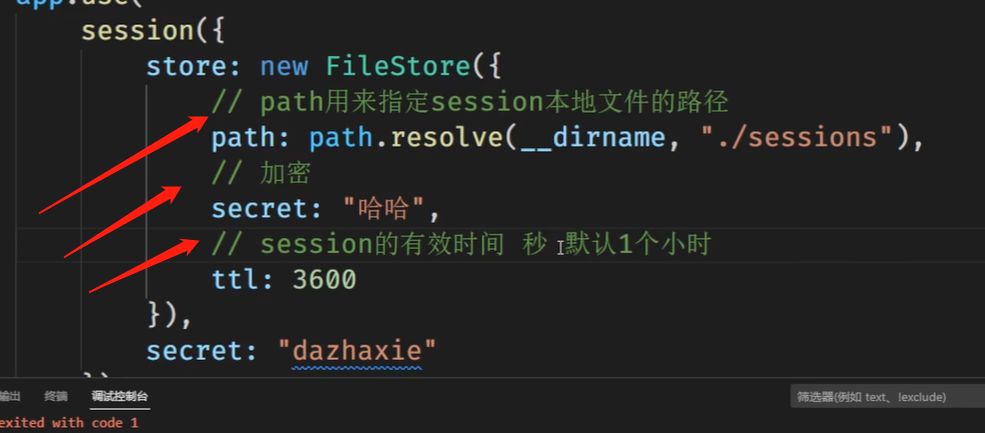 app.use(
session({
store: new FileStore({
// path用来指定session本地文件的路径
path: path.resolve(__dirname, "./sessions"),
// 加密
secret: "哈哈",
// session的有效时间 秒 默认1个小时
ttl: 3600
}),
secret: "dazhaxie"
})
输出 终端 调试控制台 筛选器(例如 text、!exclude)
exited with code 1